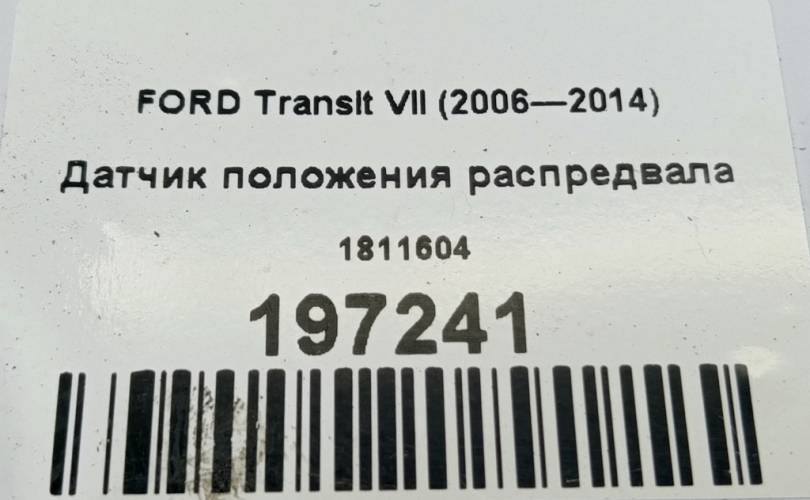 FORD Transit VII (2006—2014)
Датчик положения распредвала
1811604
197241